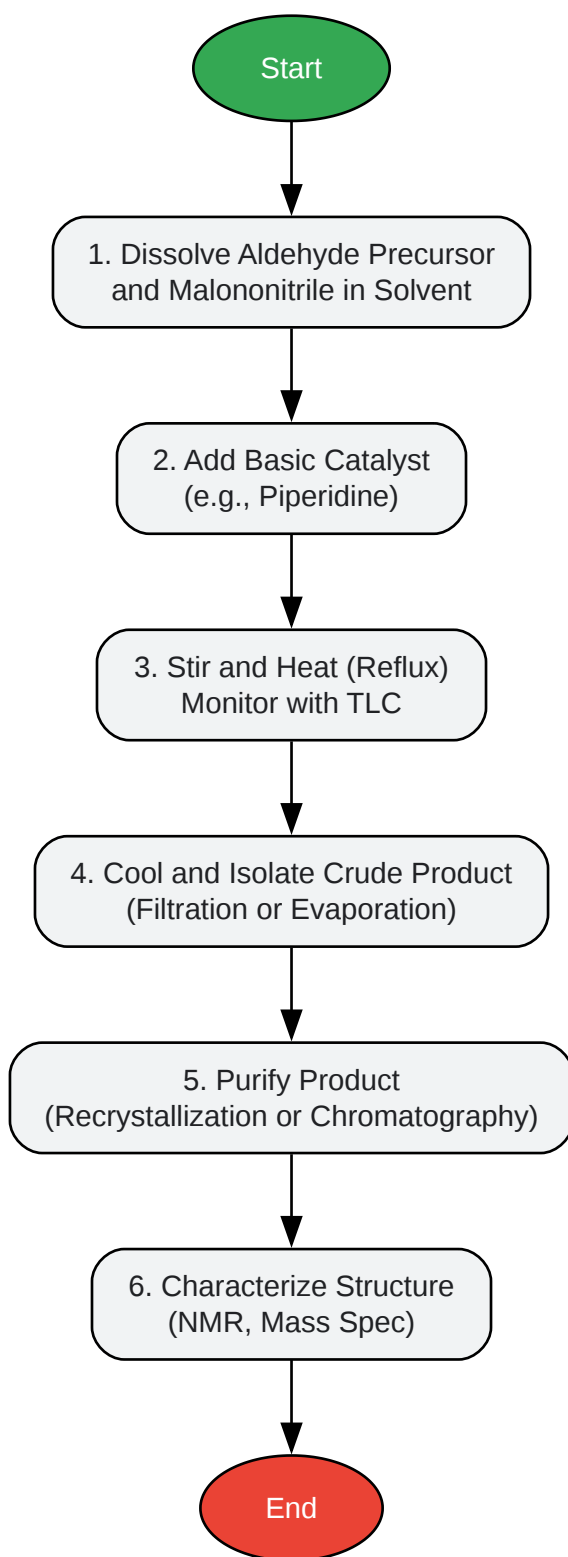 Start
1. Dissolve Aldehyde Precursor
and Malononitrile in Solvent
2. Add Basic Catalyst
(e.g., Piperidine)
3. Stir and Heat (Reflux)
Monitor with TLC
4. Cool and Isolate Crude Product
(Filtration or Evaporation)
5. Purify Product
(Recrystallization or Chromatography)
6. Characterize Structure
(NMR, Mass Spec)
End